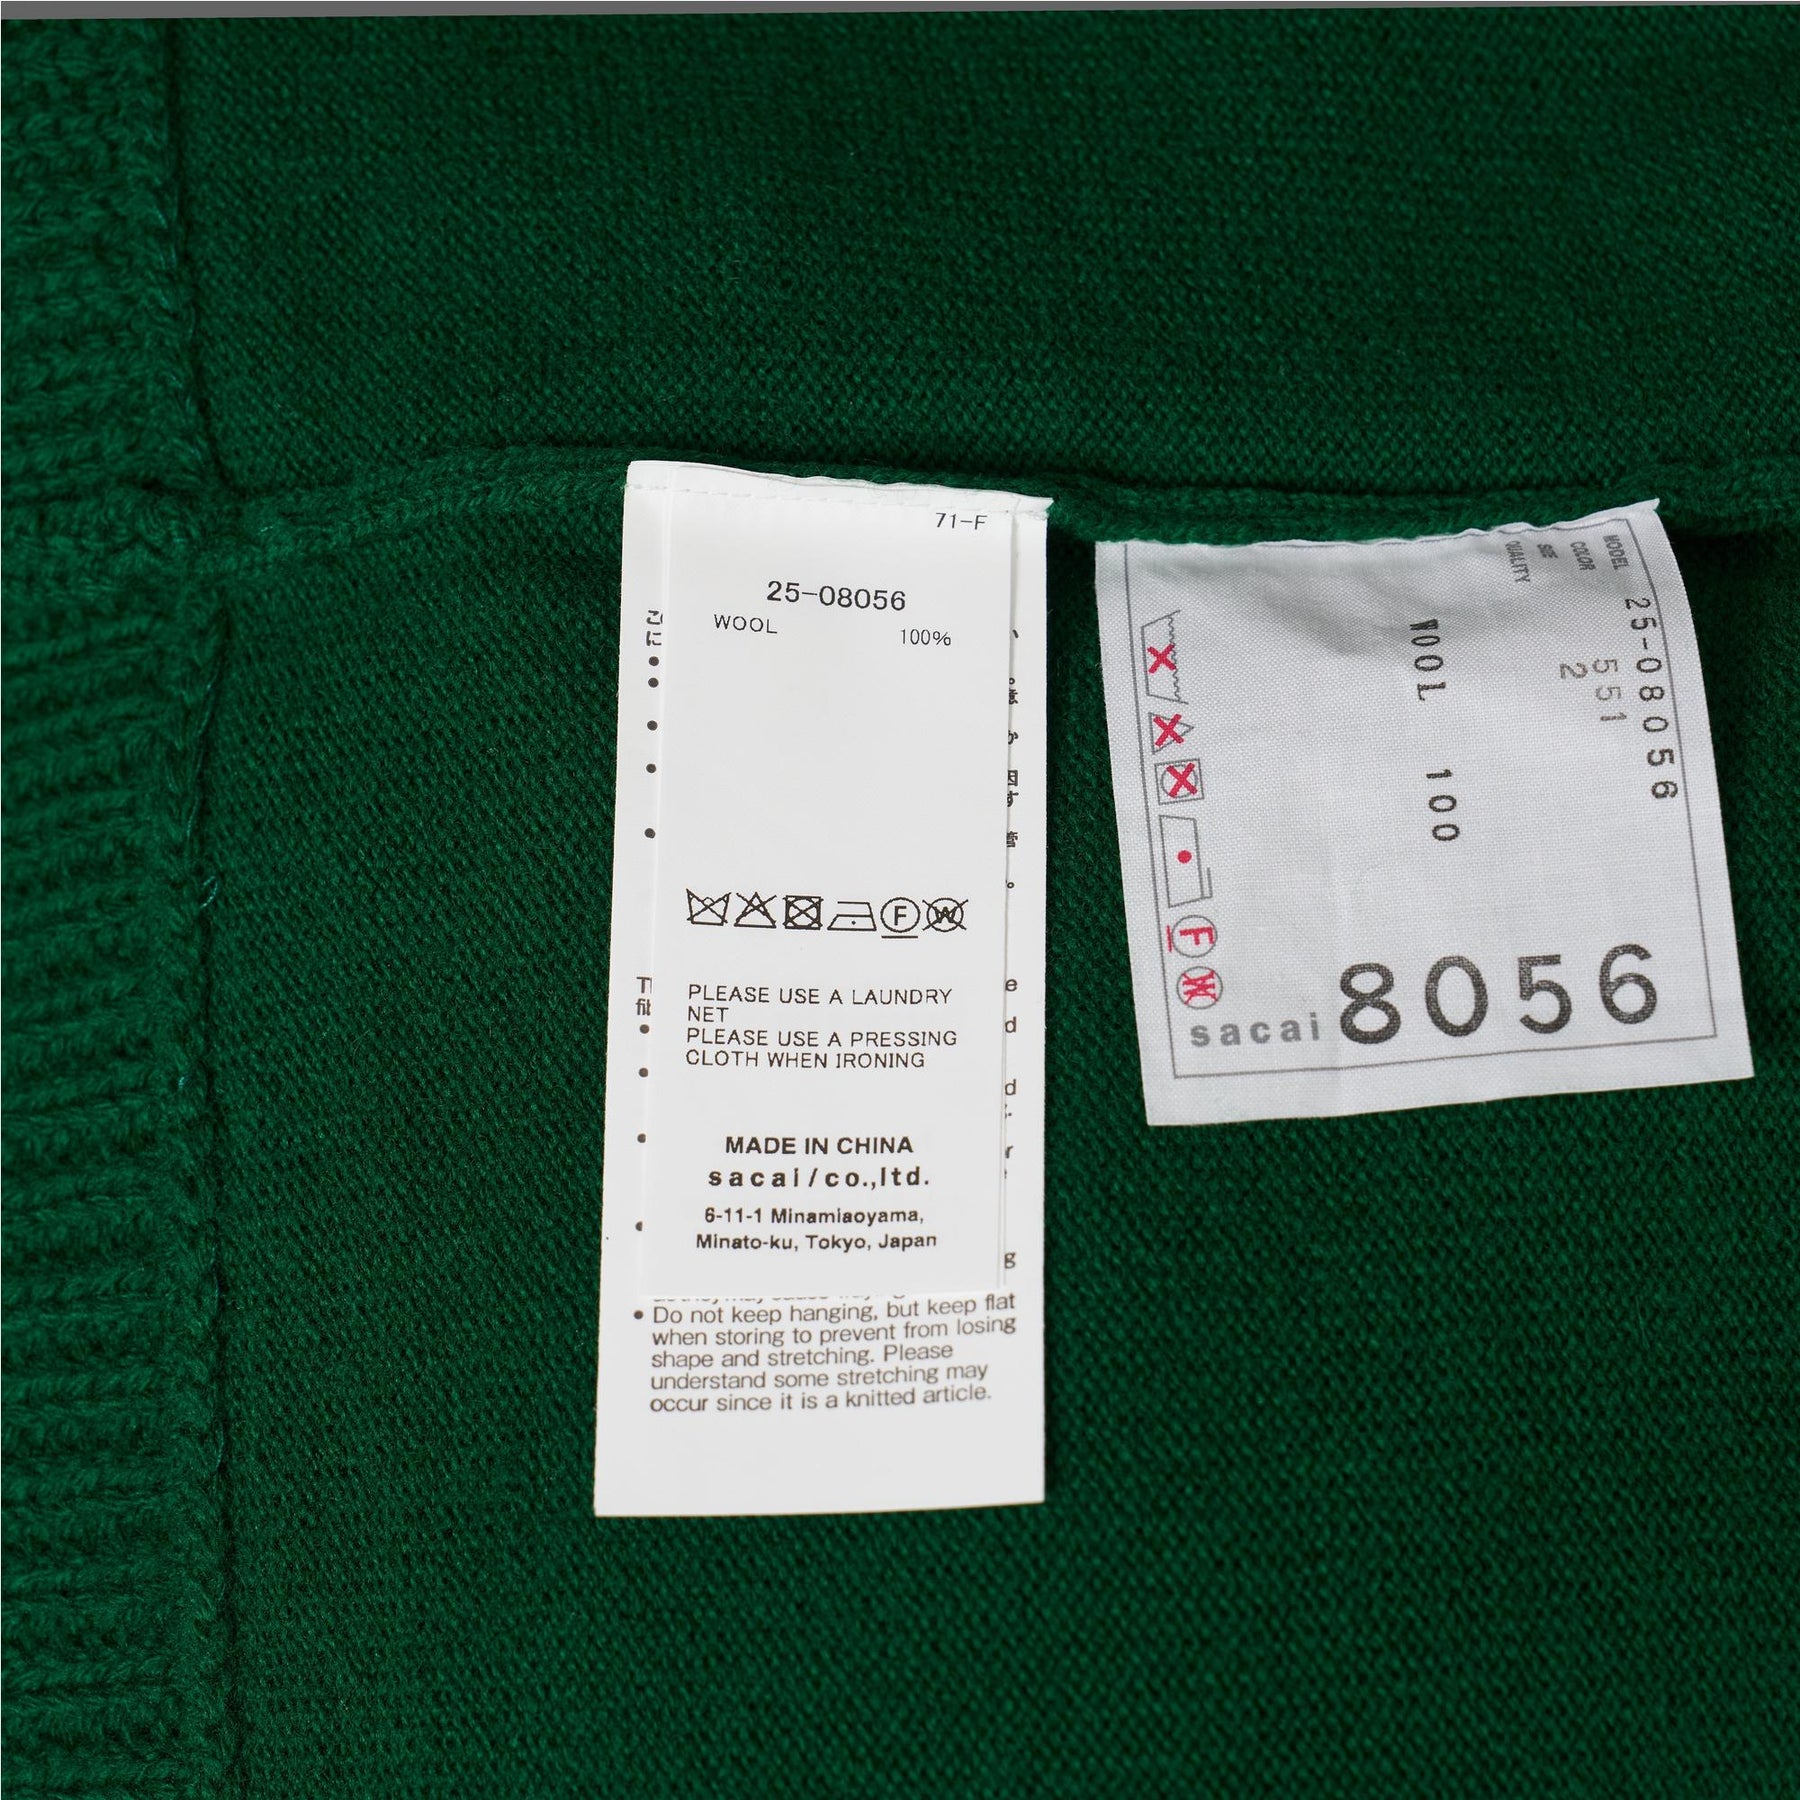 71-F
25-08056
WOOL 100%
F W
PLEASE USE A LAUNDRY
NET
PLEASE USE A PRESSING
CLOTH WHEN IRONING
MADE IN CHINA
sacai/co.,ltd.
6-11-1 Minamiaoyama,
Minato-ku, Tokyo, Japan
• Do not keep hanging, but keep flat
when storing to prevent from losing
shape and stretching. Please
understand some stretching may
occur since it is a knitted article.
MODEL 25-08056
COLOR 551
SIZE 2
QUALITY
WOOL 100
F W
sacai 8056